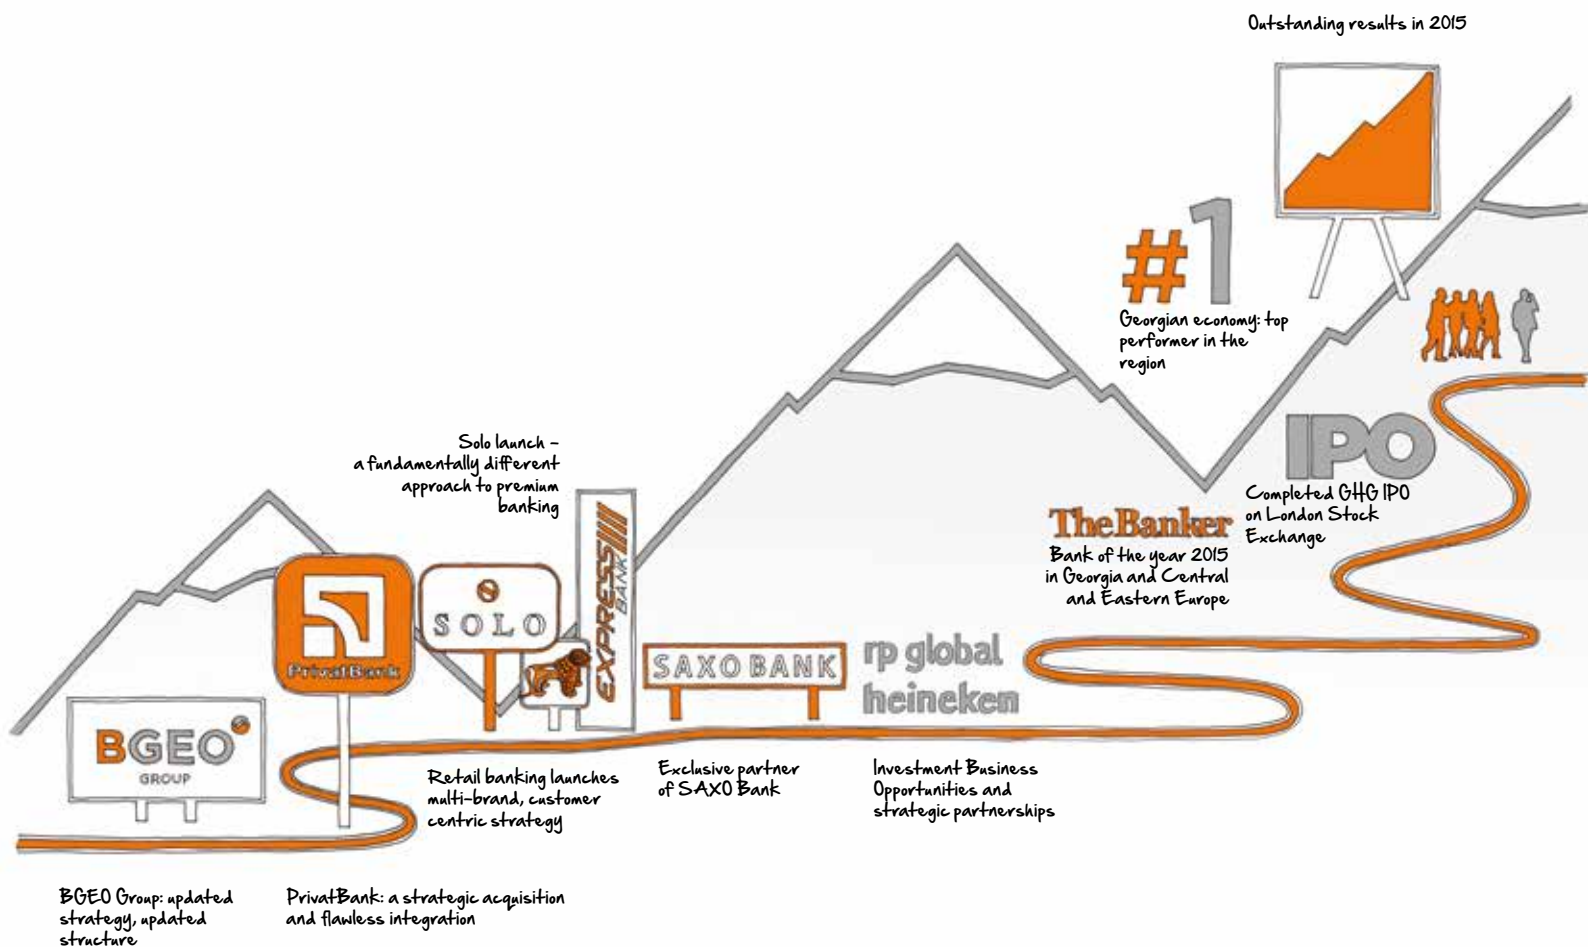 Outstanding results in 2015
#1
Georgian economy: top
performer in the
region
IPO
Completed GHG IPO
on London Stock
Exchange
The Banker
Bank of the year 2015
in Georgia and Central
and Eastern Europe
Solo launch –
a fundamentally different
approach to premium
banking
EXPRESS
BANK
SOLO
PrivatBank
BGEO
GROUP
SAXO BANK
rp global
heineken
Retail banking launches
multi-brand, customer
centric strategy
Exclusive partner
of SAXO Bank
Investment Business
Opportunities and
strategic partnerships
BGEO Group: updated
strategy, updated
structure
PrivatBank: a strategic acquisition
and flawless integration